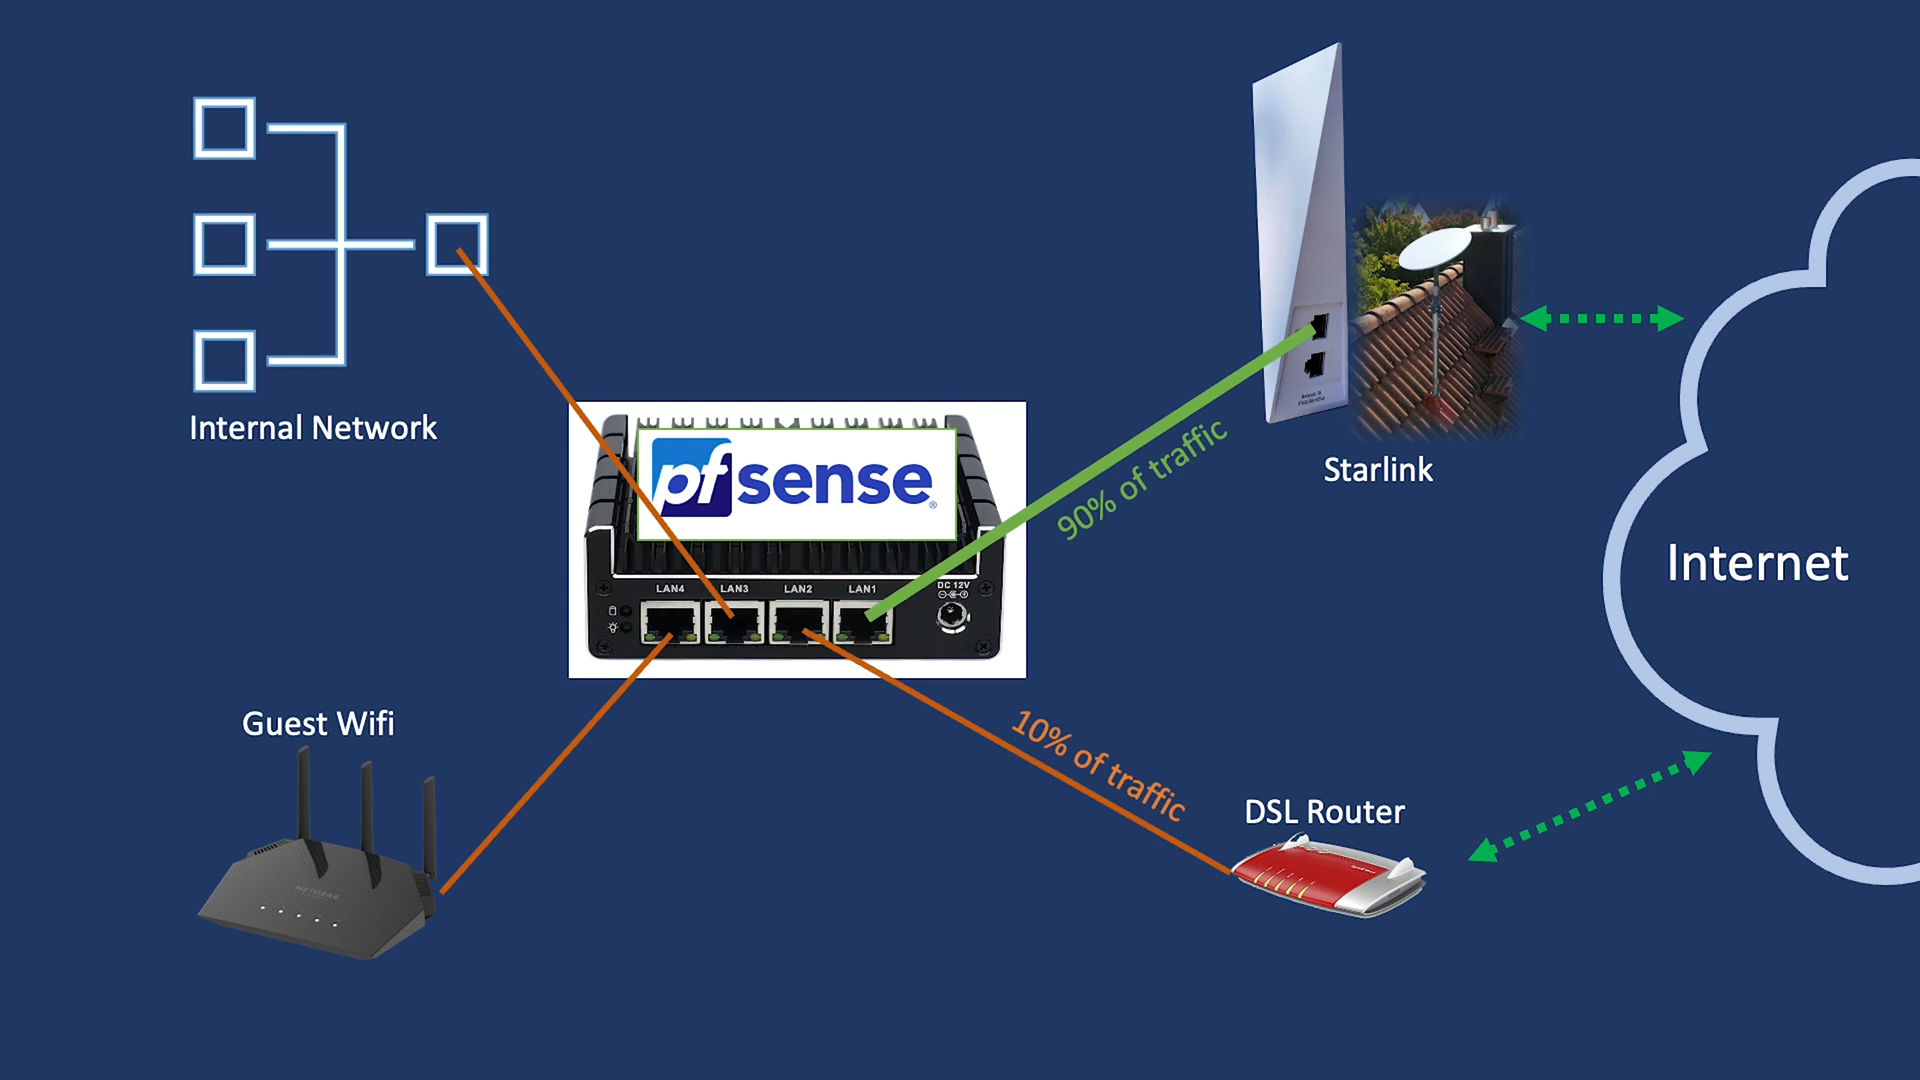 Internal Network
Starlink
90% of traffic
pfsense®
LAN4 LAN3 LAN2 LAN1 DC 12V
Internet
Guest Wifi
10% of traffic
DSL Router
NETGEAR